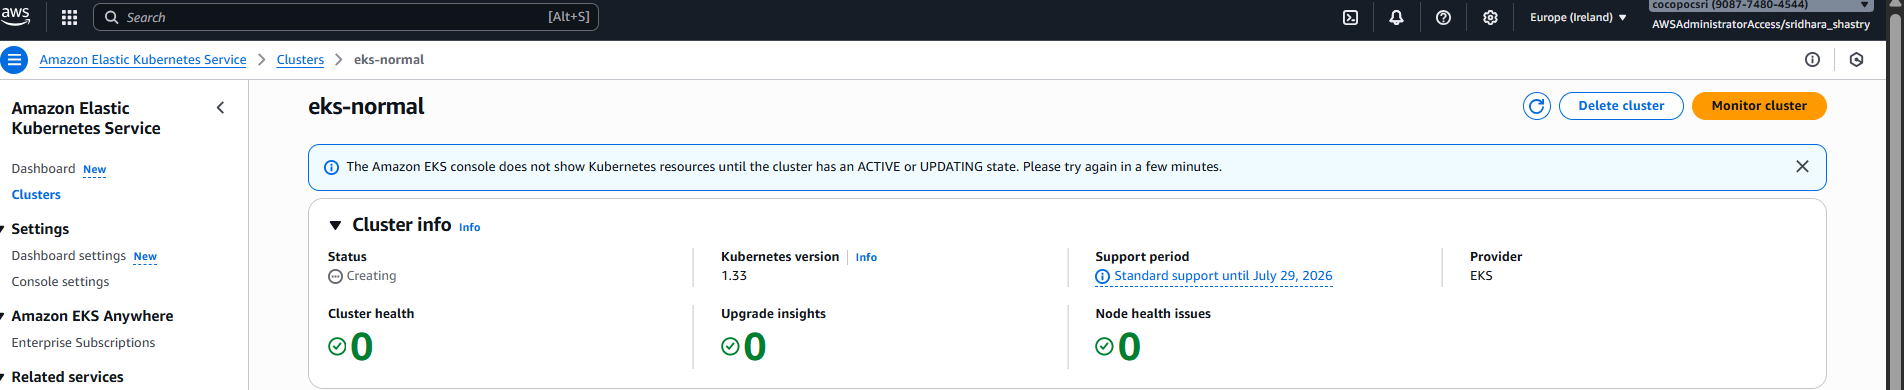 aws
Search
[Alt+S]
Europe (Ireland)
cocopocsri (9087-7480-4544)
AWSAdministratorAccess/sridhara_shastry
Amazon Elastic Kubernetes Service
Clusters
eks-normal
Amazon Elastic
Kubernetes Service
Dashboard New
Clusters
Settings
Dashboard settings New
Console settings
Amazon EKS Anywhere
Enterprise Subscriptions
Related services
eks-normal
Delete cluster
Monitor cluster
The Amazon EKS console does not show Kubernetes resources until the cluster has an ACTIVE or UPDATING state. Please try again in a few minutes.
Cluster info Info
Status
Creating
Kubernetes version Info
1.33
Support period
Standard support until July 29, 2026
Provider
EKS
Cluster health
0
Upgrade insights
0
Node health issues
0